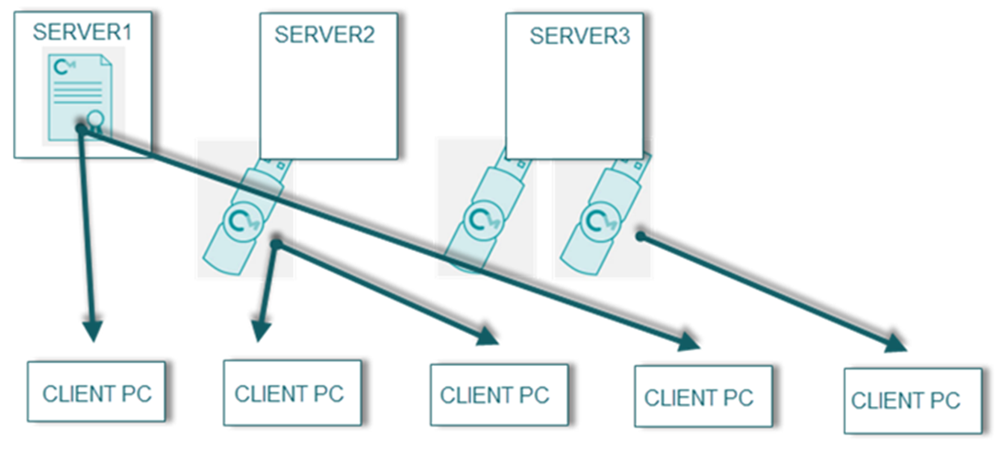 SERVER1
SERVER2
SERVER3
CLIENT PC
CLIENT PC
CLIENT PC
CLIENT PC
CLIENT PC